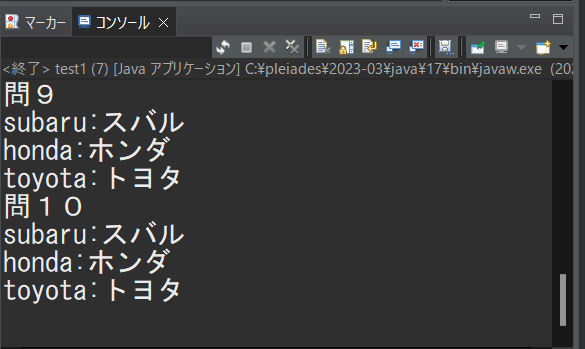 マーカー コンソール
<終了> test1 (7) [Java アプリケーション] C:¥pleiades¥2023-03¥java¥17¥bin¥javaw.exe (202
問９
subaru:スバル
honda:ホンダ
toyota:トヨタ
問１０
subaru:スバル
honda:ホンダ
toyota:トヨタ